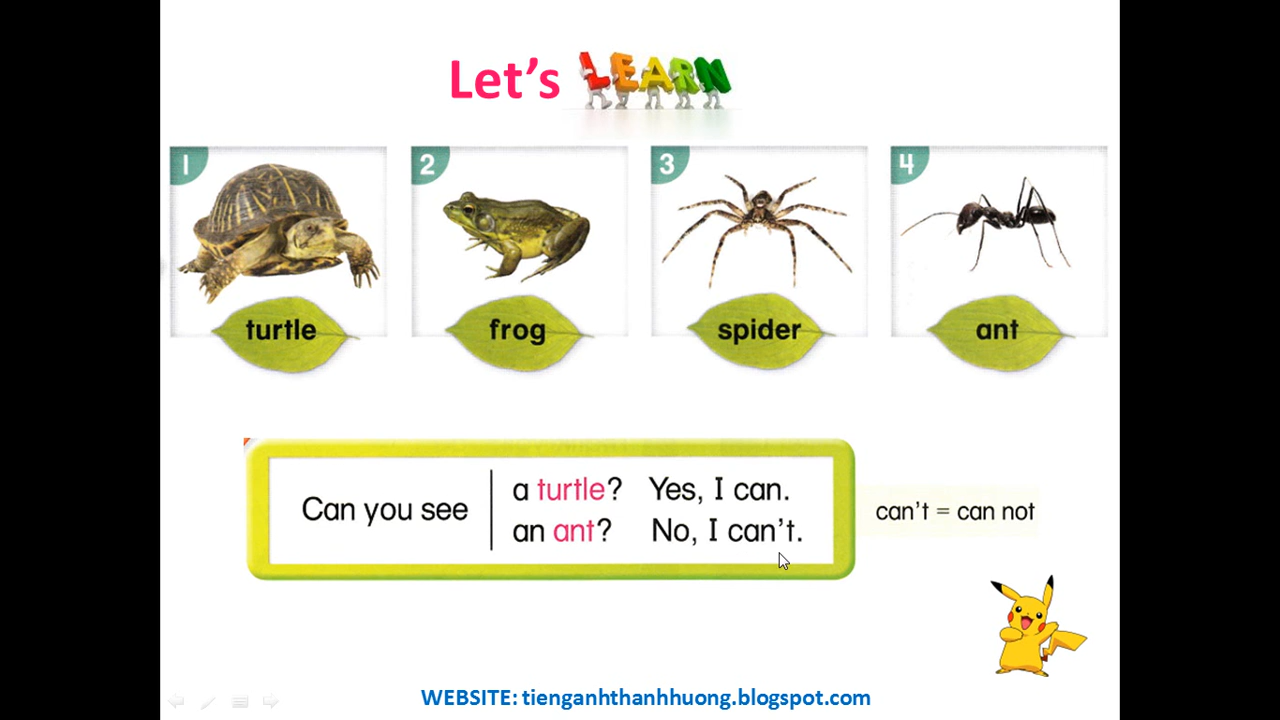 Let's LEARN
1
2
3
4
turtle
frog
spider
ant
Can you see
a turtle? Yes, I can.
an ant? No, I can't.
can't = can not
WEBSITE: tienganhthanhhuong.blogspot.com